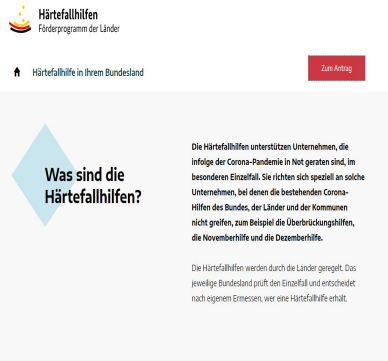 Härtefallhilfen
Förderprogramm der Länder
Härtefallhilfe in Ihrem Bundesland
Zum Antrag
Was sind die
Härtefallhilfen?
Die Härtefallhilfen unterstützen Unternehmen, die
infolge der Corona-Pandemie in Not geraten sind, im
besonderen Einzelfall. Sie richten sich speziell an solche
Unternehmen, bei denen die bestehenden Corona-
Hilfen des Bundes, der Länder und der Kommunen
nicht greifen, zum Beispiel die Überbrückungshilfen,
die Novemberhilfe und die Dezemberhilfe.
Die Härtefallhilfen werden durch die Länder geregelt. Das
jeweilige Bundesland prüft den Einzelfall und entscheidet
nach eigenem Ermessen, wer eine Härtefallhilfe erhält.